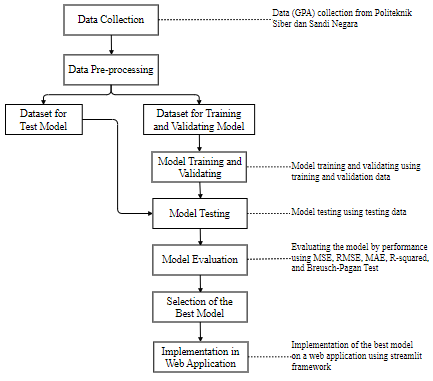 Data Collection
Data (GPA) collection from Politeknik
Siber dan Sandi Negara
Data Pre-processing
Dataset for
Test Model
Dataset for Training
and Validating Model
Model Training and
Validating
Model training and validating using
training and validation data
Model Testing
Model testing using testing data
Model Evaluation
Evaluating the model by performance
using MSE, RMSE, MAE, R-squared,
and Breusch-Pagan Test
Selection of the
Best Model
Implementation in
Web Application
Implementation of the best model
on a web application using streamlit
framework